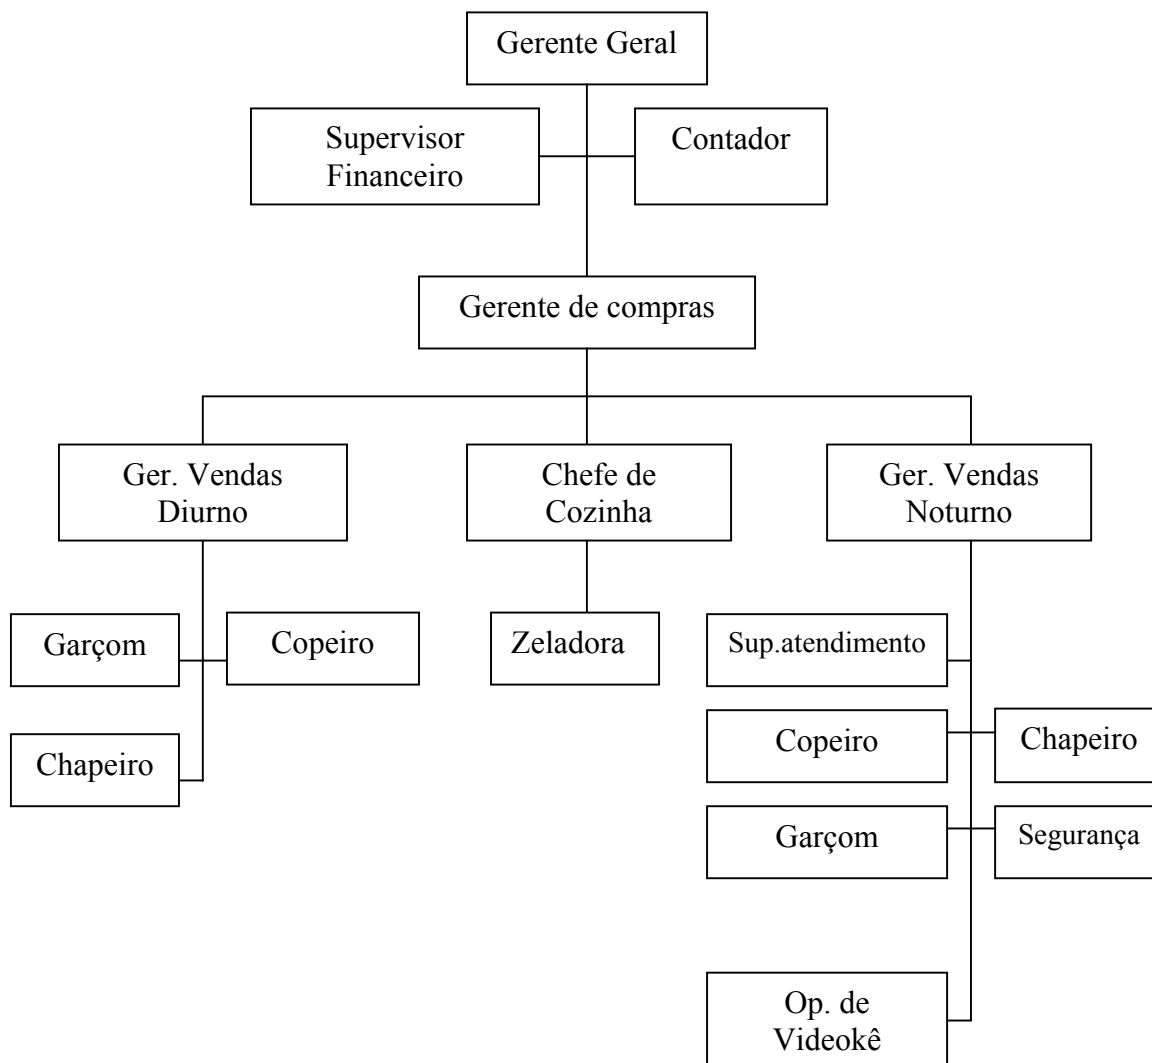 Gerente Geral
Supervisor
Financeiro
Contador
Gerente de compras
Ger. Vendas
Diurno
Chefe de
Cozinha
Ger. Vendas
Noturno
Garçom
Copeiro
Zeladora
Sup.atendimento
Chapeiro
Copeiro
Chapeiro
Garçom
Segurança
Op. de
Videokê